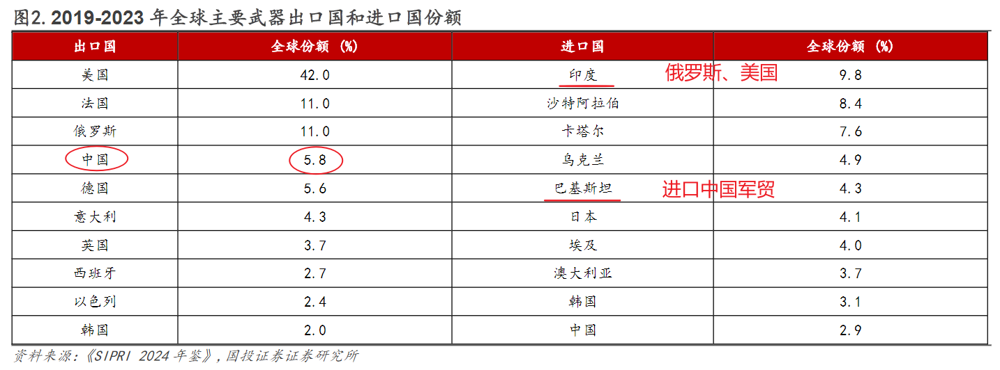 图2. 2019-2023 年全球主要武器出口国和进口国份额
出口国 全球份额 (%) 进口国 全球份额 (%)
美国 42.0 印度 俄罗斯、美国 9.8
法国 11.0 沙特阿拉伯 8.4
俄罗斯 11.0 卡塔尔 7.6
中国 5.8 乌克兰 4.9
德国 5.6 巴基斯坦 进口中国军贸 4.3
意大利 4.3 日本 4.1
英国 3.7 埃及 4.0
西班牙 2.7 澳大利亚 3.7
以色列 2.4 韩国 3.1
韩国 2.0 中国 2.9
资料来源：《SIPRI 2024 年鉴》，国投证券证券研究所